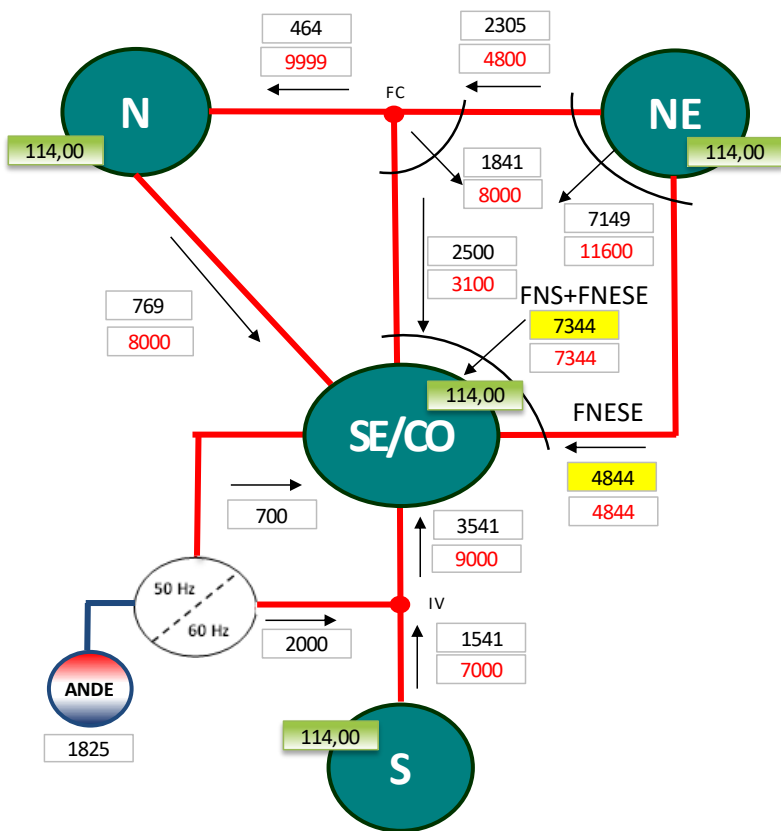 464
9999
2305
4800
FC
N
NE
114,00
114,00
1841
8000
7149
11600
2500
3100
FNS+FNESE
7344
7344
769
8000
114,00
SE/CO
FNESE
4844
4844
700
3541
9000
50 Hz
60 Hz
IV
2000
1541
7000
ANDE
1825
114,00
S